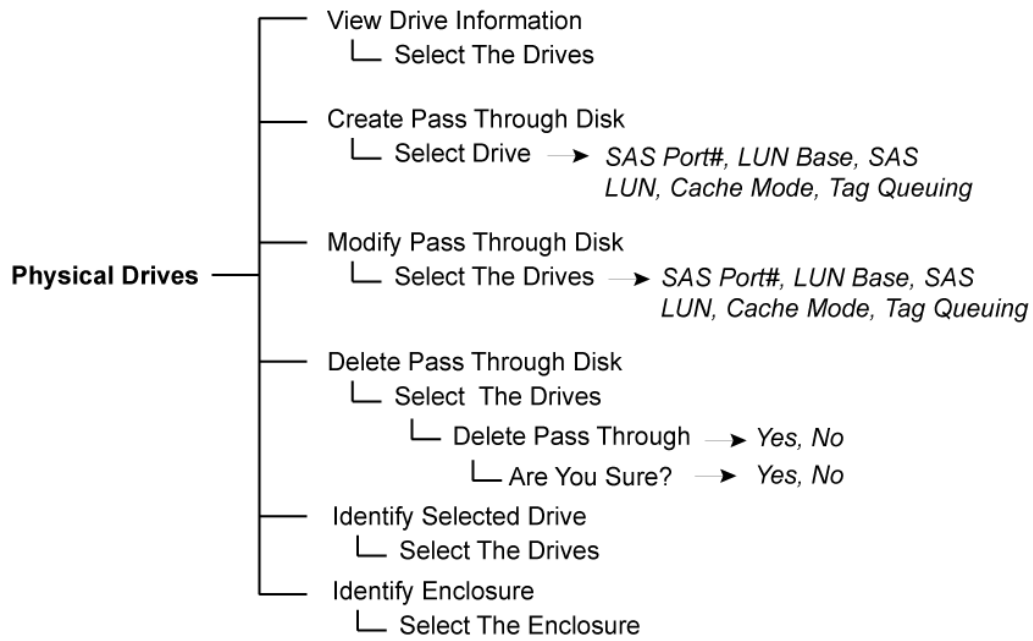 View Drive Information
Select The Drives
Create Pass Through Disk
Select Drive
SAS Port#, LUN Base, SAS
LUN, Cache Mode, Tag Queuing
Modify Pass Through Disk
Physical Drives
Select The Drives
SAS Port#, LUN Base, SAS
LUN, Cache Mode, Tag Queuing
Delete Pass Through Disk
Select The Drives
Delete Pass Through
Yes, No
Are You Sure?
Yes, No
Identify Selected Drive
Select The Drives
Identify Enclosure
Select The Enclosure